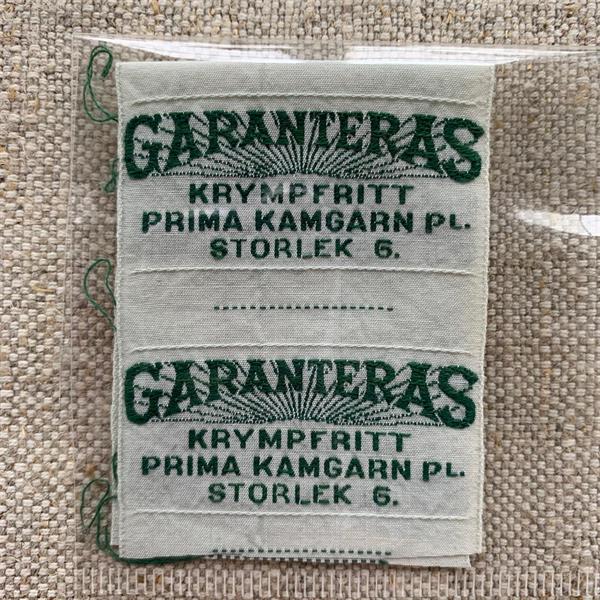 GARANTERAS
KRYMPFRITT
PRIMA KAMGARN PL.
STORLEK 6.
GARANTERAS
KRYMPFRITT
PRIMA KAMGARN PL.
STORLEK 6.